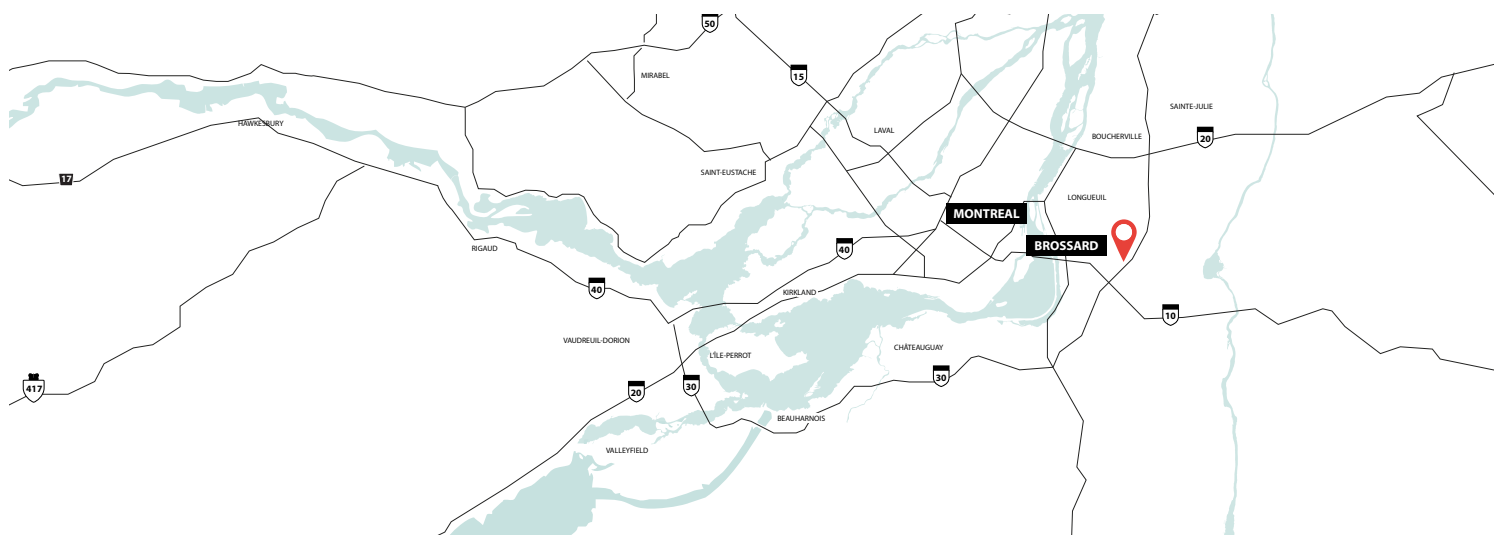 50
15
MIRABEL
SAINTE-JULIE
HAWKESBURY
LAVAL
BOUCHERVILLE
20
SAINT-EUSTACHE
17
LONGUEUIL
MONTREAL
BROSSARD
RIGAUD
40
40
KIRKLAND
10
VAUDREUIL-DORION
CHÂTEAUGUAY
L'ÎLE-PERROT
30
417
20
30
BEAUHARNOIS
VALLEYFIELD